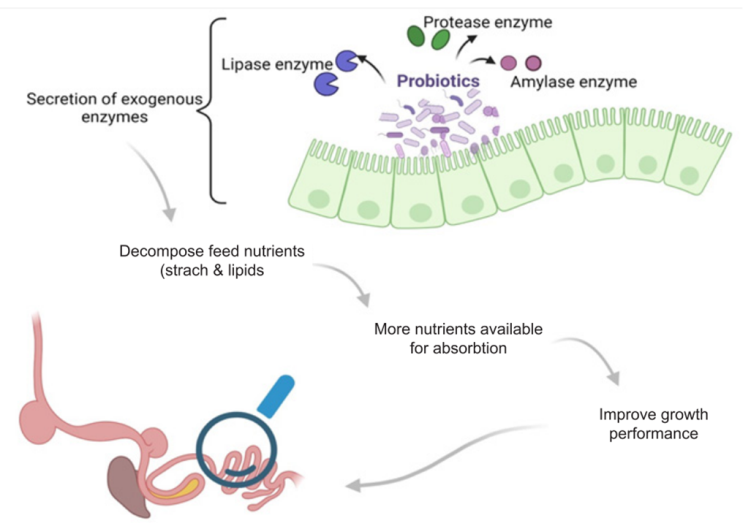 Protease enzyme
Lipase enzyme
Probiotics
Amylase enzyme
Secretion of exogenous
enzymes
Decompose feed nutrients
(strach & lipids
More nutrients available
for absorbtion
Improve growth
performance